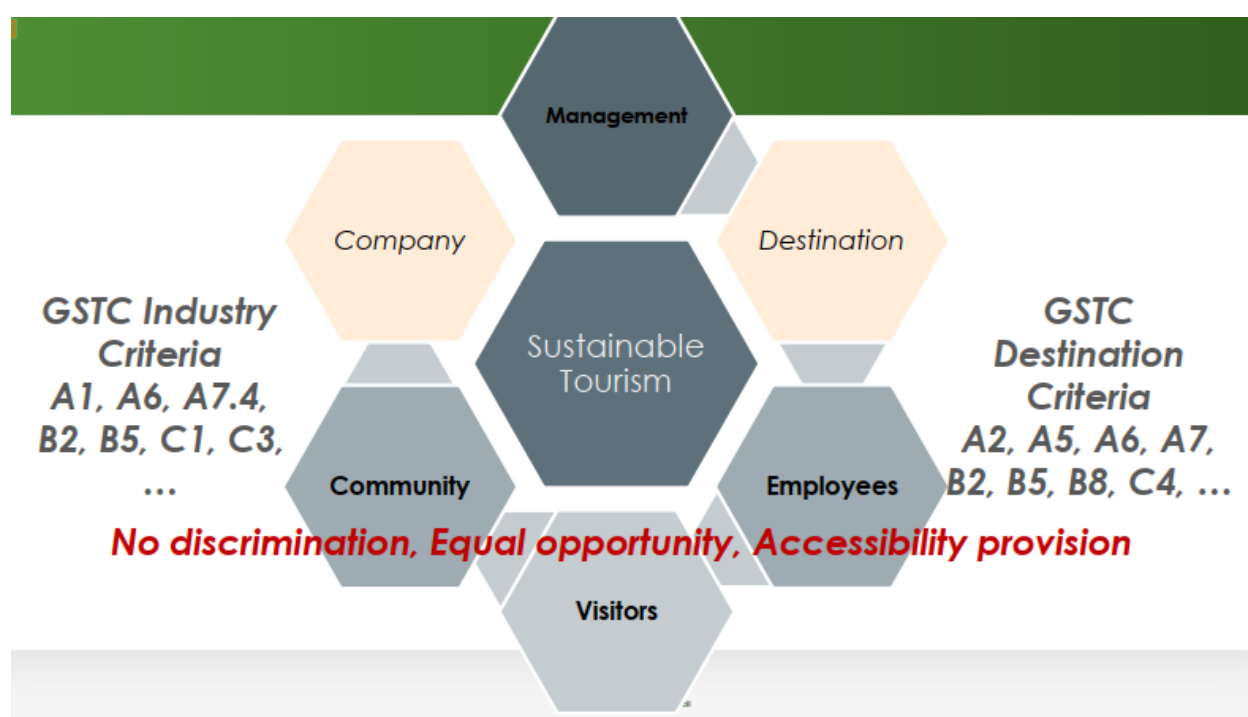 Management
Company
Destination
GSTC Industry
Criteria
A1, A6, A7.4,
B2, B5, C1, C3,
...
Sustainable
Tourism
GSTC
Destination
Criteria
A2, A5, A6, A7,
B2, B5, B8, C4, ...
Community
Employees
No discrimination, Equal opportunity, Accessibility provision
Visitors